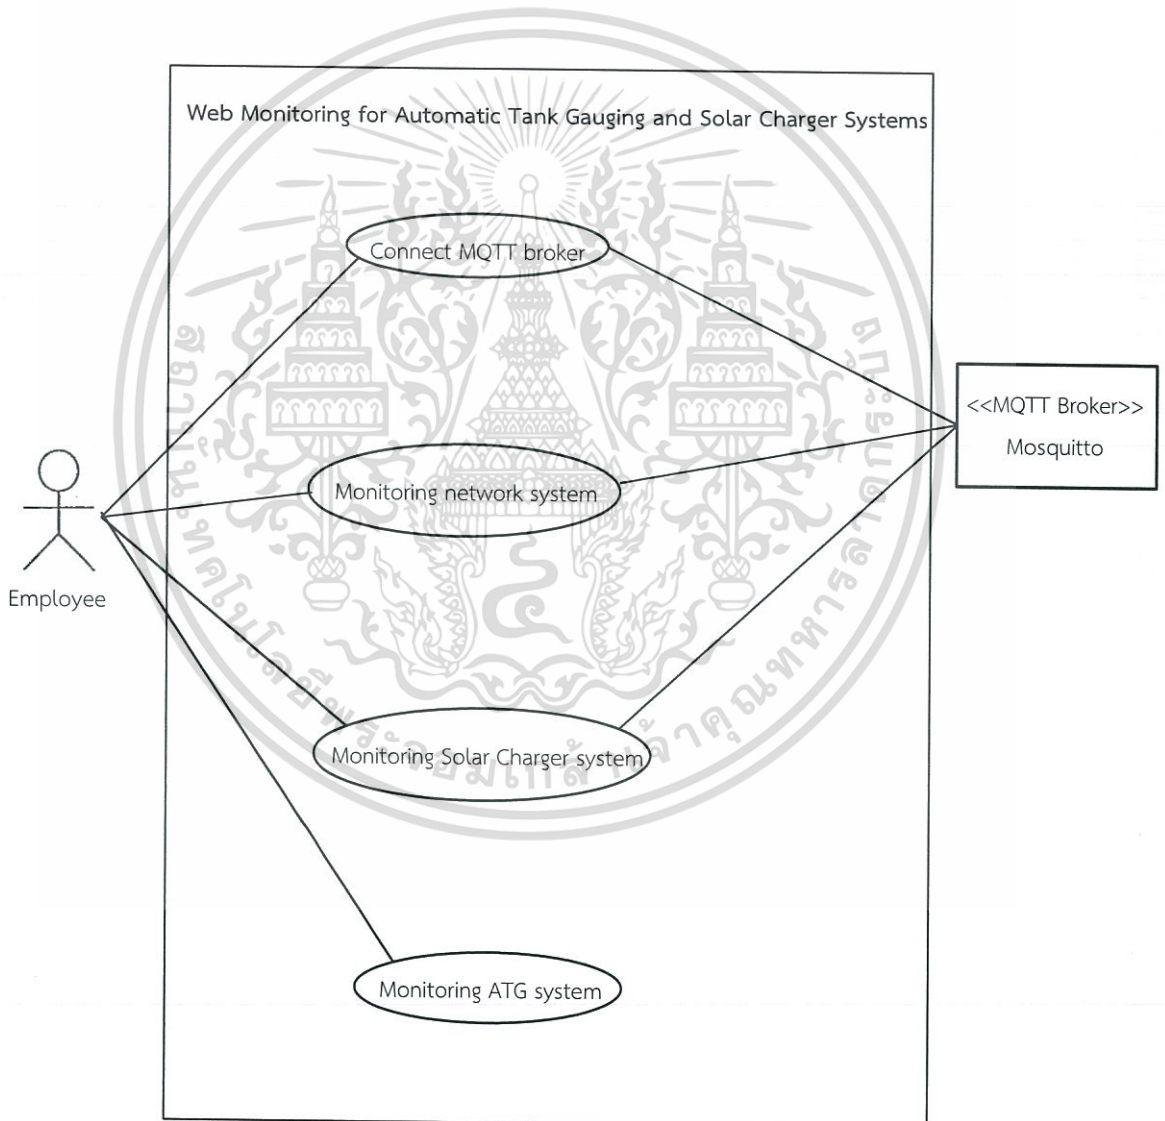 Web Monitoring for Automatic Tank Gauging and Solar Charger Systems
Connect MQTT broker
<<MQTT Broker>>
Mosquitto
Monitoring network system
Employee
Monitoring Solar Charger system
Monitoring ATG system